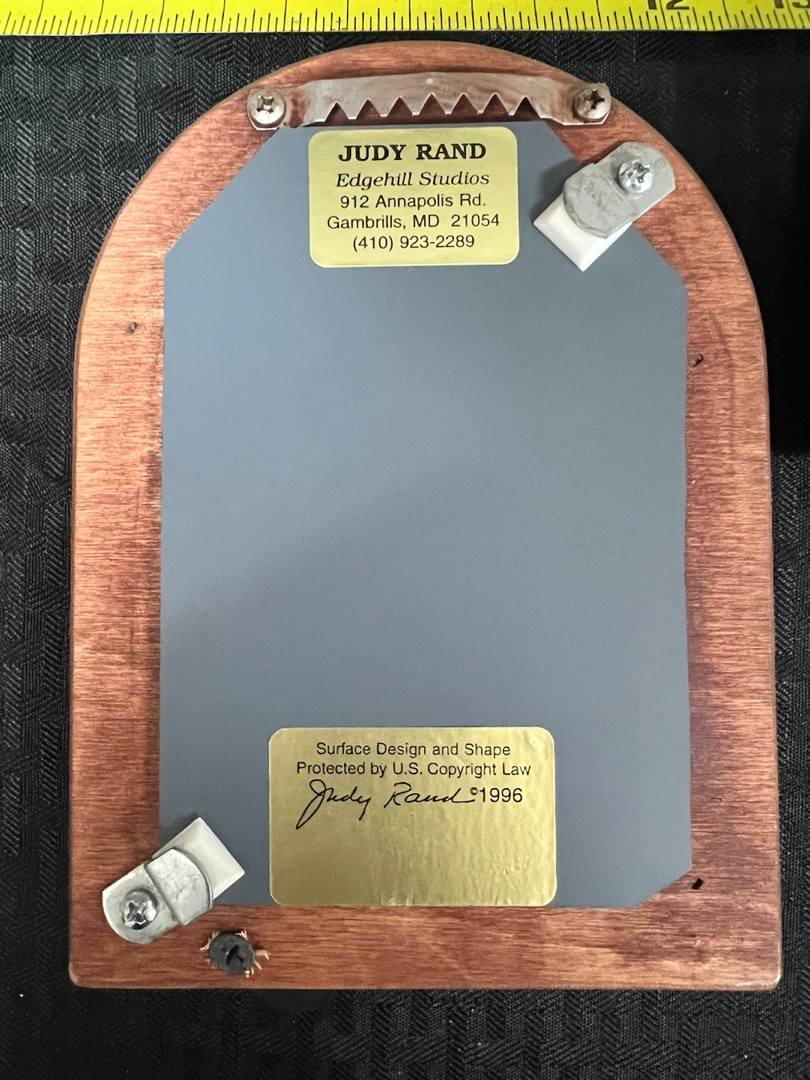 12
JUDY RAND
Edgehill Studios
912 Annapolis Rd.
Gambrills, MD 21054
(410) 923-2289
Surface Design and Shape
Protected by U.S. Copyright Law
Judy Rand ©1996